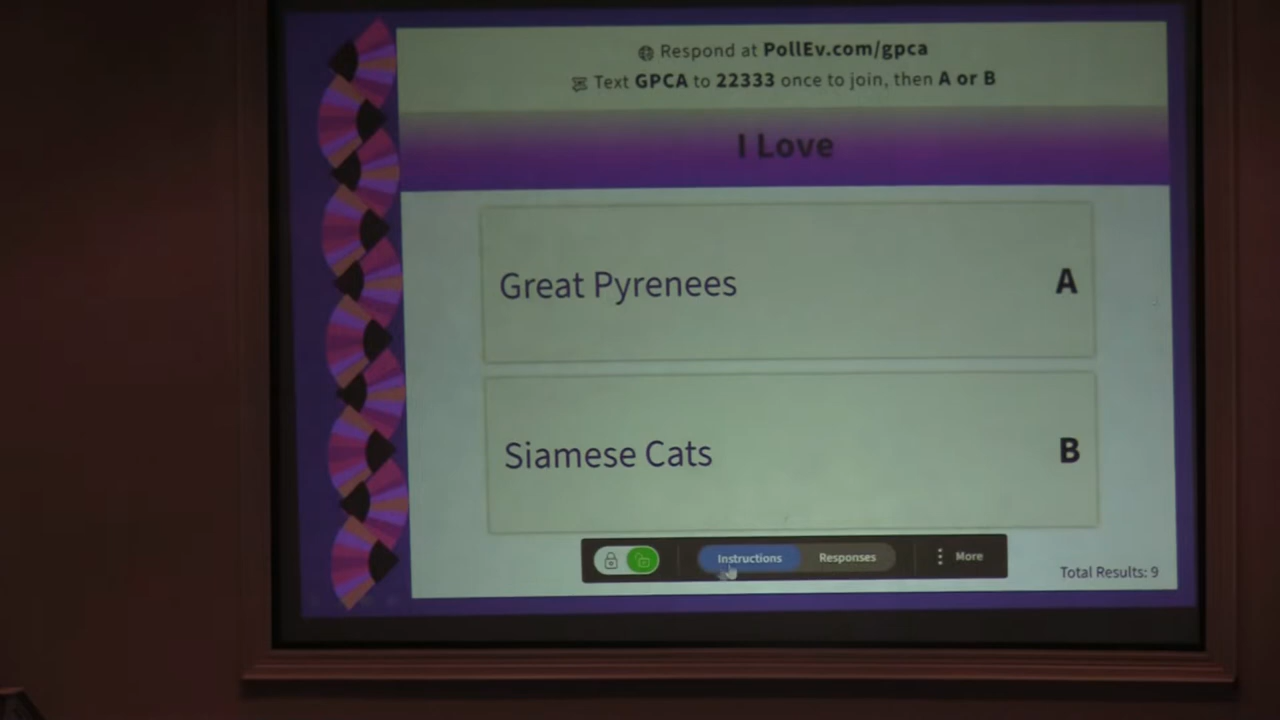 Respond at PollEv.com/gpca
Text GPCA to 22333 once to join, then A or B
I Love
Great Pyrenees A
Siamese Cats B
Instructions Responses More
Total Results: 9